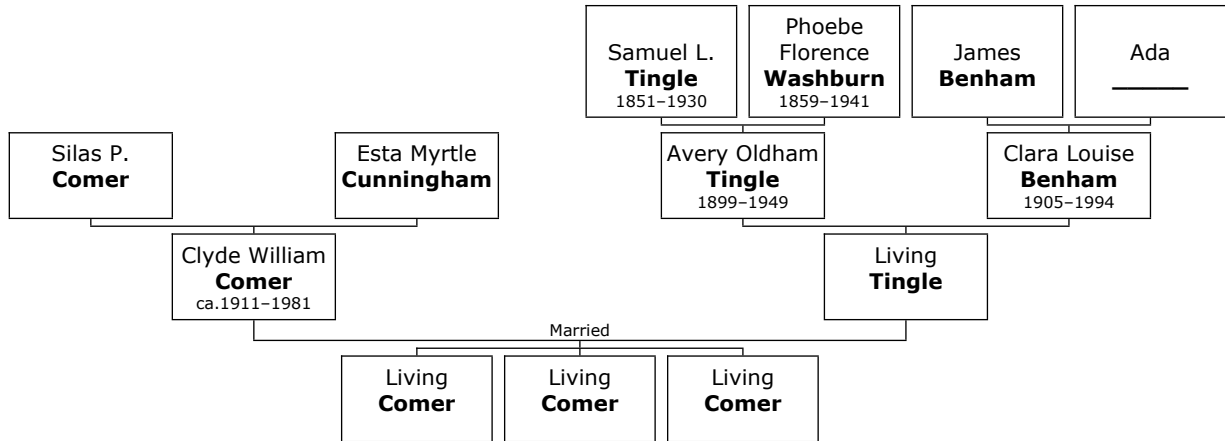 Samuel L.
Tingle
1851–1930
Phoebe
Florence
Washburn
1859–1941
James
Benham
Ada
______
Silas P.
Comer
Esta Myrtle
Cunningham
Avery Oldham
Tingle
1899–1949
Clara Louise
Benham
1905–1994
Clyde William
Comer
ca.1911–1981
Living
Tingle
Married
Living
Comer
Living
Comer
Living
Comer